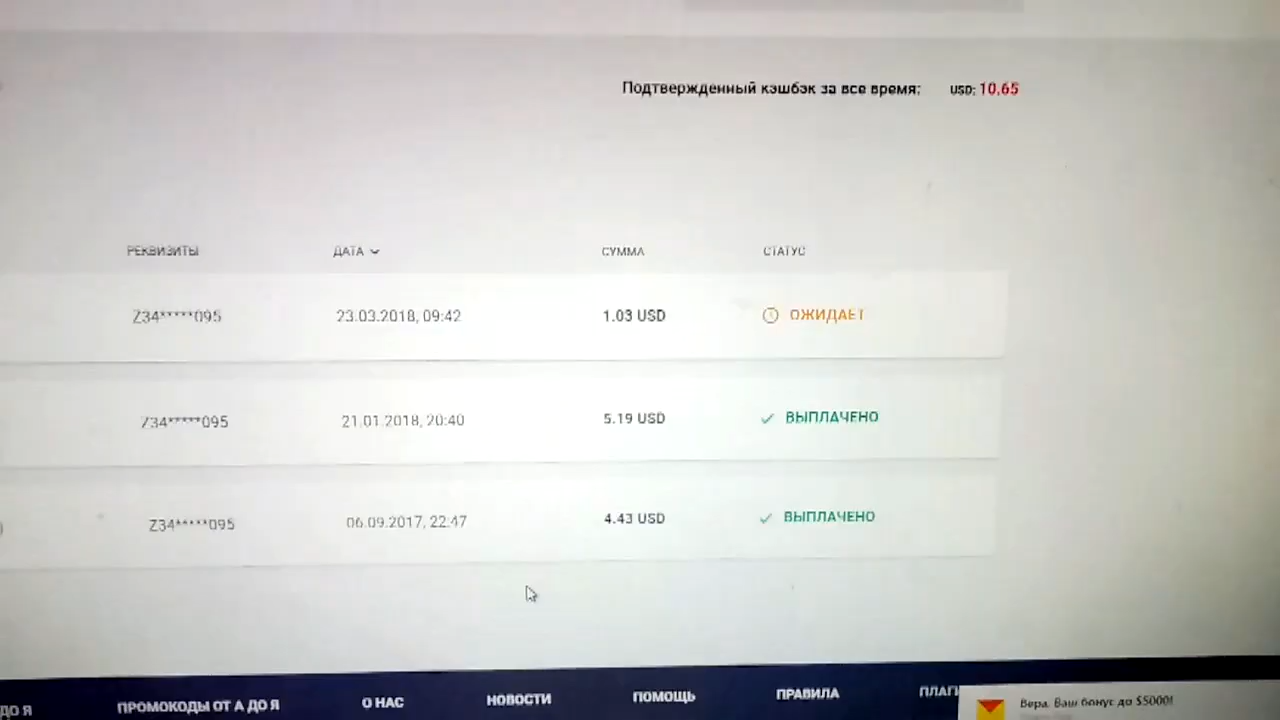 Подтвержденный кэшбэк за все время: USD: 10,65
РЕКВИЗИТЫ ДАТА СУММА СТАТУС
Z34*****095 23.03.2018, 09:42 1.03 USD ОЖИДАЕТ
Z34*****095 21.01.2018, 20:40 5.19 USD ВЫПЛАЧЕНО
Z34*****095 06.09.2017, 22:47 4.43 USD ВЫПЛАЧЕНО
ДО Я ПРОМОКОДЫ ОТ А ДО Я О НАС НОВОСТИ ПОМОЩЬ ПРАВИЛА ПЛАГИ
Вера, Ваш бонус до $5000!